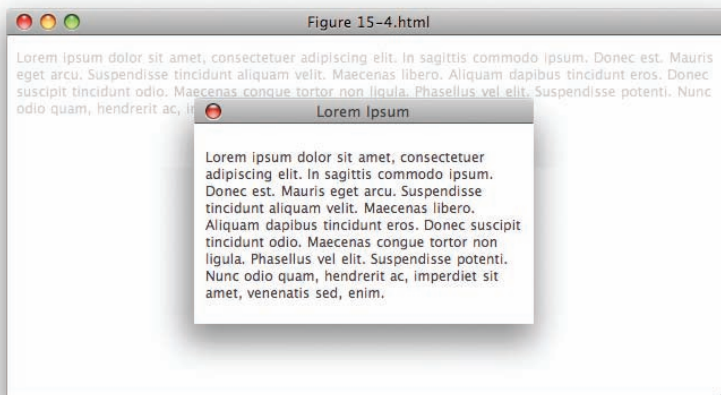 Figure 15-4.html
Lorem ipsum dolor sit amet, consectetuer adipiscing elit. In sagittis commodo ipsum. Donec est. Mauris
eget arcu. Suspendisse tincidunt aliquam velit. Maecenas libero. Aliquam dapibus tincidunt eros. Donec
suscipit tincidunt odio. Maecenas congue tortor non ligula. Phasellus vel elit. Suspendisse potenti. Nunc
odio quam, hendrerit ac,
Lorem Ipsum
Lorem ipsum dolor sit amet, consectetuer
adipiscing elit. In sagittis commodo ipsum.
Donec est. Mauris eget arcu. Suspendisse
tincidunt aliquam velit. Maecenas libero.
Aliquam dapibus tincidunt eros. Donec suscipit
tincidunt odio. Maecenas congue tortor non
ligula. Phasellus vel elit. Suspendisse potenti.
Nunc odio quam, hendrerit ac, imperdiet sit
amet, venenatis sed, enim.